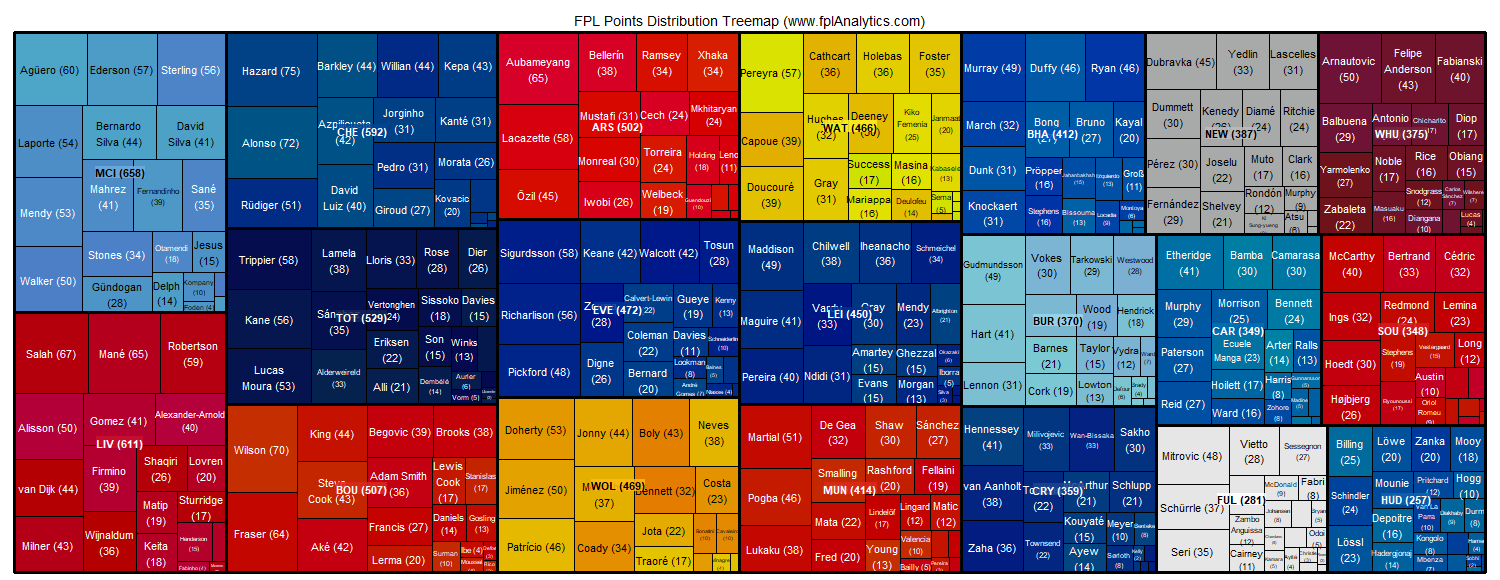 FPL Points Distribution Treemap (www.fplAnalytics.com)
Agüero (60)
Ederson (57)
Sterling (56)
Laporte (54)
Bernardo
Silva (44)
David
Silva (41)
MCI (658)
Mendy (53)
Mahrez
(41)
Fernandinho
(39)
Sané
(35)
Walker (50)
Stones (34)
Otamendi
(18)
Jesus
(15)
Gündogan
(28)
Delph
(14)
Kompany
(10)
Foden (4)
Salah (67)
Mané (65)
Robertson
(59)
Alisson (50)
Gomez (41)
Alexander-Arnold
(40)
LIV (611)
van Dijk (44)
Firmino
(39)
Shaqiri
(26)
Lovren
(20)
Milner (43)
Wijnaldum
(36)
Matip
(19)
Sturridge
(17)
Keita
(18)
Henderson
(15)
Fabinho (4)
Hazard (75)
Barkley (44)
Willian (44)
Kepa (43)
Alonso (72)
(42)
CHE (592)
Jorginho
(31)
Kanté (31)
Rüdiger (51)
David
Luiz (40)
Pedro (31)
Morata (26)
Giroud (27)
Kovacic
(20)
Trippier (58)
Lamela
(38)
Lloris (33)
Rose
(28)
Dier
(26)
Kane (56)
(35)
TOT (529)
Vertonghen
Sissoko
(18)
Davies
(15)
Lucas
Moura (53)
Alderweireld
(33)
Eriksen
(22)
Son
(15)
Winks
(13)
Alli (21)
Dembélé
(14)
Aurier
(6)
Vorm (5)
Wilson (70)
King (44)
Begovic (39)
Brooks (38)
Fraser (64)
Cook (43)
BOU (507)
Adam Smith
(36)
Lewis
Cook
(17)
Stanislas
(17)
Aké (42)
Francis (27)
Daniels
(14)
Gosling
(13)
Lerma (20)
Surman
(10)
Ibe (4)
Aubameyang
(65)
Bellerín
(38)
Ramsey
(34)
Xhaka
(34)
Lacazette (58)
Mustafi (31)
Cech (24)
Mkhitaryan
(24)
ARS (502)
Monreal (30)
Torreira
(24)
Holding
(18)
Leno
(11)
Özil (45)
Iwobi (26)
Welbeck
(19)
Guendouzi
(10)
Sigurdsson (58)
Keane (42)
Walcott (42)
Tosun
(28)
Richarlison (56)
(28)
EVE (472)
Calvert-Lewin
(22)
Gueye
(19)
Kenny
(13)
Pickford (48)
Digne
(26)
Coleman
(22)
Davies
(11)
Schneiderlin
(10)
Bernard
(20)
Lookman
(8)
Baines
(5)
André
Gomes (7)
Doherty (53)
Jonny (44)
Boly (43)
Neves
(38)
Jiménez (50)
(37)
WOL (469)
Bennett (32)
Costa
(23)
Patrício (46)
Coady (34)
Jota (22)
Bonatini
(10)
Cavaleiro
(10)
Traoré (17)
Pereyra (57)
Cathcart
(36)
Holebas
(36)
Foster
(35)
Capoue (39)
Hughes
(32)
WAT (466)
Deeney
(30)
Kiko
Femenía
(25)
Janmaat
(20)
Doucouré
(39)
Gray
(31)
Success
(17)
Masina
(16)
Kabasele
(13)
Mariappa
(16)
Deulofeu
(14)
Sema
(5)
Maddison
(49)
Chilwell
(38)
Iheanacho
(36)
Schmeichel
(34)
Maguire (41)
Vardy
(33)
LEI (450)
Gray
(30)
Mendy
(23)
Albrighton
(21)
Pereira (40)
Ndidi (31)
Amartey
(15)
Ghezzal
(15)
Okazaki
(6)
Iborra
(5)
Evans
(15)
Morgan
(13)
Silva
(3)
Martial (51)
De Gea
(32)
Shaw
(30)
Sánchez
(27)
Pogba (46)
Smalling
MUN (414)
Rashford
(20)
Fellaini
(19)
Lukaku (38)
Mata (22)
Lindelöf
(17)
Lingard
(12)
Matic
(12)
Fred (20)
Young
(13)
Valencia
(10)
Bailly (5)
Pereira
Murray (49)
Duffy (46)
Ryan (46)
March (32)
Bong
(27)
BHA (412)
Bruno
(27)
Kayal
(20)
Dunk (31)
Pröpper
(16)
Jahanbakhsh
(15)
Izquierdo
(13)
Groß
(11)
Knockaert
(31)
Stephens
(16)
Bissouma
(13)
Locadia
(9)
Montoya
(6)
Gudmundsson
(49)
Vokes
(30)
Tarkowski
(29)
Westwood
(28)
Hart (41)
BUR (370)
Wood
(19)
Hendrick
(18)
Lennon (31)
Barnes
(21)
Taylor
(15)
Vydra
(12)
Ward
(7)
Cork (19)
Lowton
(13)
Defour
Brady
(4)
Hennessey
(41)
Milivojevic
(33)
Wan-Bissaka
(33)
Sakho
(30)
van Aanholt
(38)
(22)
CRY (359)
McArthur
(21)
Schlupp
(21)
Zaha (36)
Townsend
(22)
Kouyaté
(15)
Meyer
(10)
Benteke
(8)
Ayew
(14)
Sørloth
(8)
Kelly
(2)
Dubravka (45)
Yedlin
(33)
Lascelles
(31)
Dummett
(30)
Kenedy
(26)
NEW (387)
Diamé
(24)
Ritchie
(24)
Pérez (30)
Joselu
(22)
Muto
(17)
Clark
(16)
Fernández
(29)
Shelvey
(21)
Rondón
(12)
Murphy
(9)
Ki
Sung-yueng
Atsu
(6)
Etheridge
(41)
Bamba
(30)
Camarasa
(30)
Murphy
(29)
Morrison
(25)
CAR (349)
Bennett
(24)
Paterson
(27)
Ecuele
Manga (23)
Arter
(14)
Ralls
(13)
Reid (27)
Hoilett (17)
Harris
(8)
Gunnarsson
(5)
Ward (16)
Zohore
(8)
Madine
(5)
Mitrovic (48)
Vietto
(28)
Sessegnon
(27)
Schürrle (37)
FUL (281)
McDonald
(9)
Fabri
(8)
Seri (35)
Zambo
Anguissa
(12)
Johansen
(8)
Bryan
(5)
Cairney
(11)
Odoi
(5)
Kamara
(5)
Ayité
(4)
Arnautovic
(50)
Felipe
Anderson
(43)
Fabianski
(40)
Balbuena
(29)
Antonio
Chicharito
(17)
Diop
(17)
WHU (375)
Yarmolenko
(27)
Noble
(17)
Rice
(16)
Obiang
(15)
Zabaleta
(22)
Masuaku
(16)
Snodgrass
(12)
Carlos
Sánchez
(7)
Wilshere
(7)
Diangana
(10)
Lucas
(4)
McCarthy
(40)
Bertrand
(33)
Cédric
(32)
Ings (32)
Redmond
(24)
SOU (348)
Lemina
(23)
Hoedt (30)
Stephens
(19)
Vestergaard
(15)
Long
(12)
Højbjerg
(26)
Elyounoussi
(17)
Austin
(10)
Oriol
Romeu
(9)
Billing
(25)
Löwe
(20)
Zanka
(20)
Mooy
(18)
Schindler
(24)
Mounie
HUD (257)
Pritchard
(12)
Hogg
(10)
Lössl
(23)
Depoitre
(16)
Van La
Parra
(10)
Diakhaby
(9)
Durm
(8)
Hadergjonaj
(14)
Kongolo
(8)
Hamer
(4)
Mbenza
(7)
Sobhi
(2)